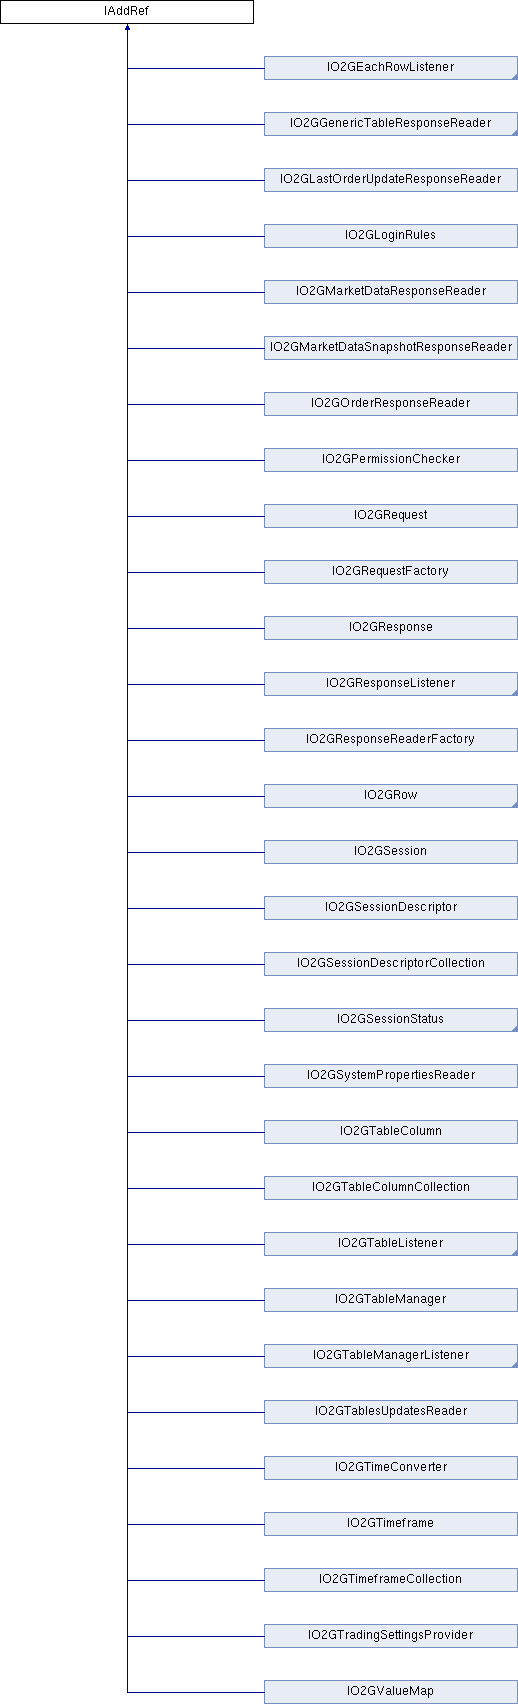 IAddRef
IO2GEachRowListener
IO2GGenericTableResponseReader
IO2GLastOrderUpdateResponseReader
IO2GLoginRules
IO2GMarketDataResponseReader
IO2GMarketDataSnapshotResponseReader
IO2GOrderResponseReader
IO2GPermissionChecker
IO2GRequest
IO2GRequestFactory
IO2GResponse
IO2GResponseListener
IO2GResponseReaderFactory
IO2GRow
IO2GSession
IO2GSessionDescriptor
IO2GSessionDescriptorCollection
IO2GSessionStatus
IO2GSystemPropertiesReader
IO2GTableColumn
IO2GTableColumnCollection
IO2GTableListener
IO2GTableManager
IO2GTableManagerListener
IO2GTablesUpdatesReader
IO2GTimeConverter
IO2GTimeframe
IO2GTimeframeCollection
IO2GTradingSettingsProvider
IO2GValueMap